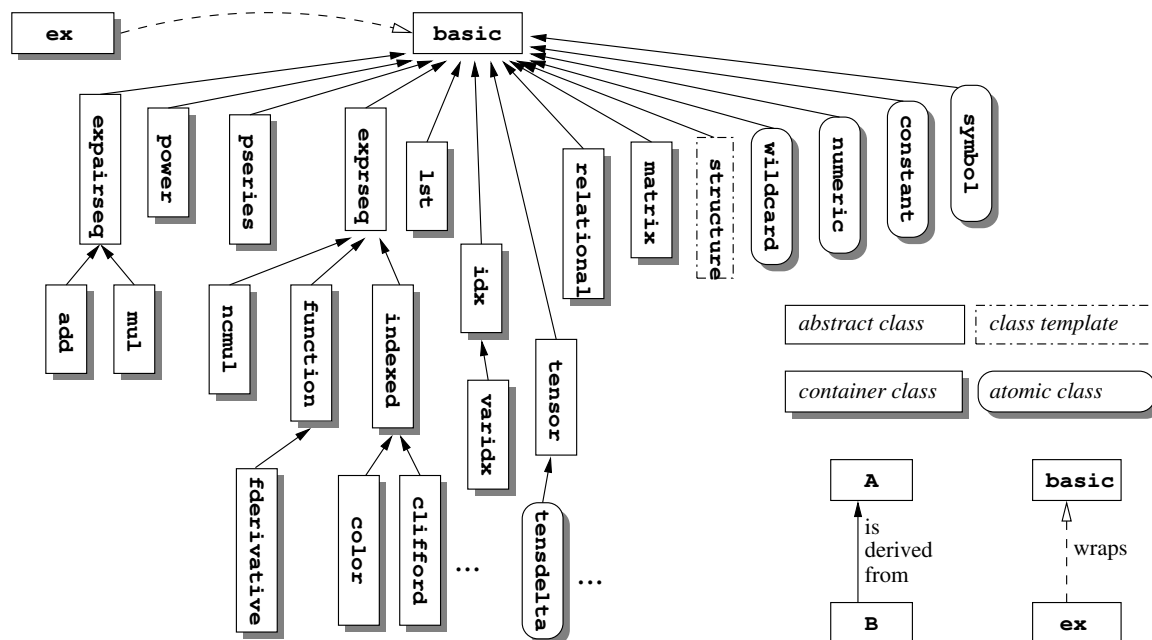 ex
basic
expairseq
power
pseries
exprseq
lst
idx
tensor
relational
matrix
structure
wildcard
numeric
constant
symbol
add
mul
ncmul
function
indexed
varidx
fderivative
color
clifford
...
tensdelta
...
abstract class
class template
container class
atomic class
A
is
derived
from
B
basic
wraps
ex